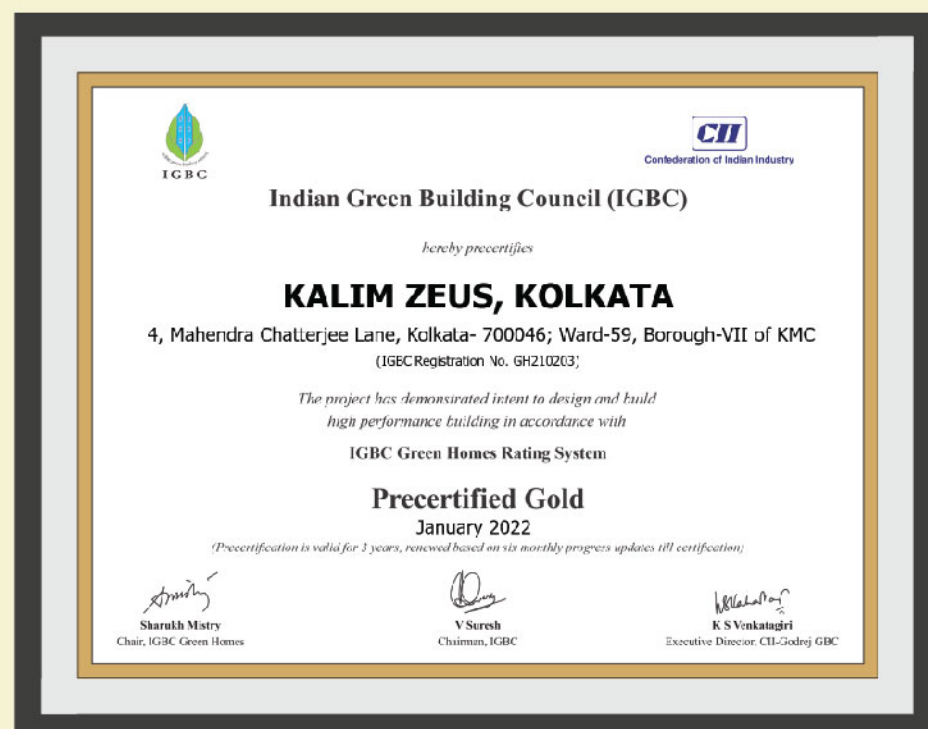 IGBC
CII
Confederation of Indian Industry
Indian Green Building Council (IGBC)
hereby precertifies
KALIM ZEUS, KOLKATA
4, Mahendra Chatterjee Lane, Kolkata- 700046; Ward-59, Borough-VII of KMC
(IGBC Registration No. GH210203)
The project has demonstrated intent to design and build
high performance building in accordance with
IGBC Green Homes Rating System
Precertified Gold
January 2022
(Precertification is valid for 3 years, renewed based on six monthly progress updates till certification)
Sharukh Mistry
Chair, IGBC Green Homes
V Suresh
Chairman, IGBC
K S Venkatagiri
Executive Director, CII-Godrej GBC